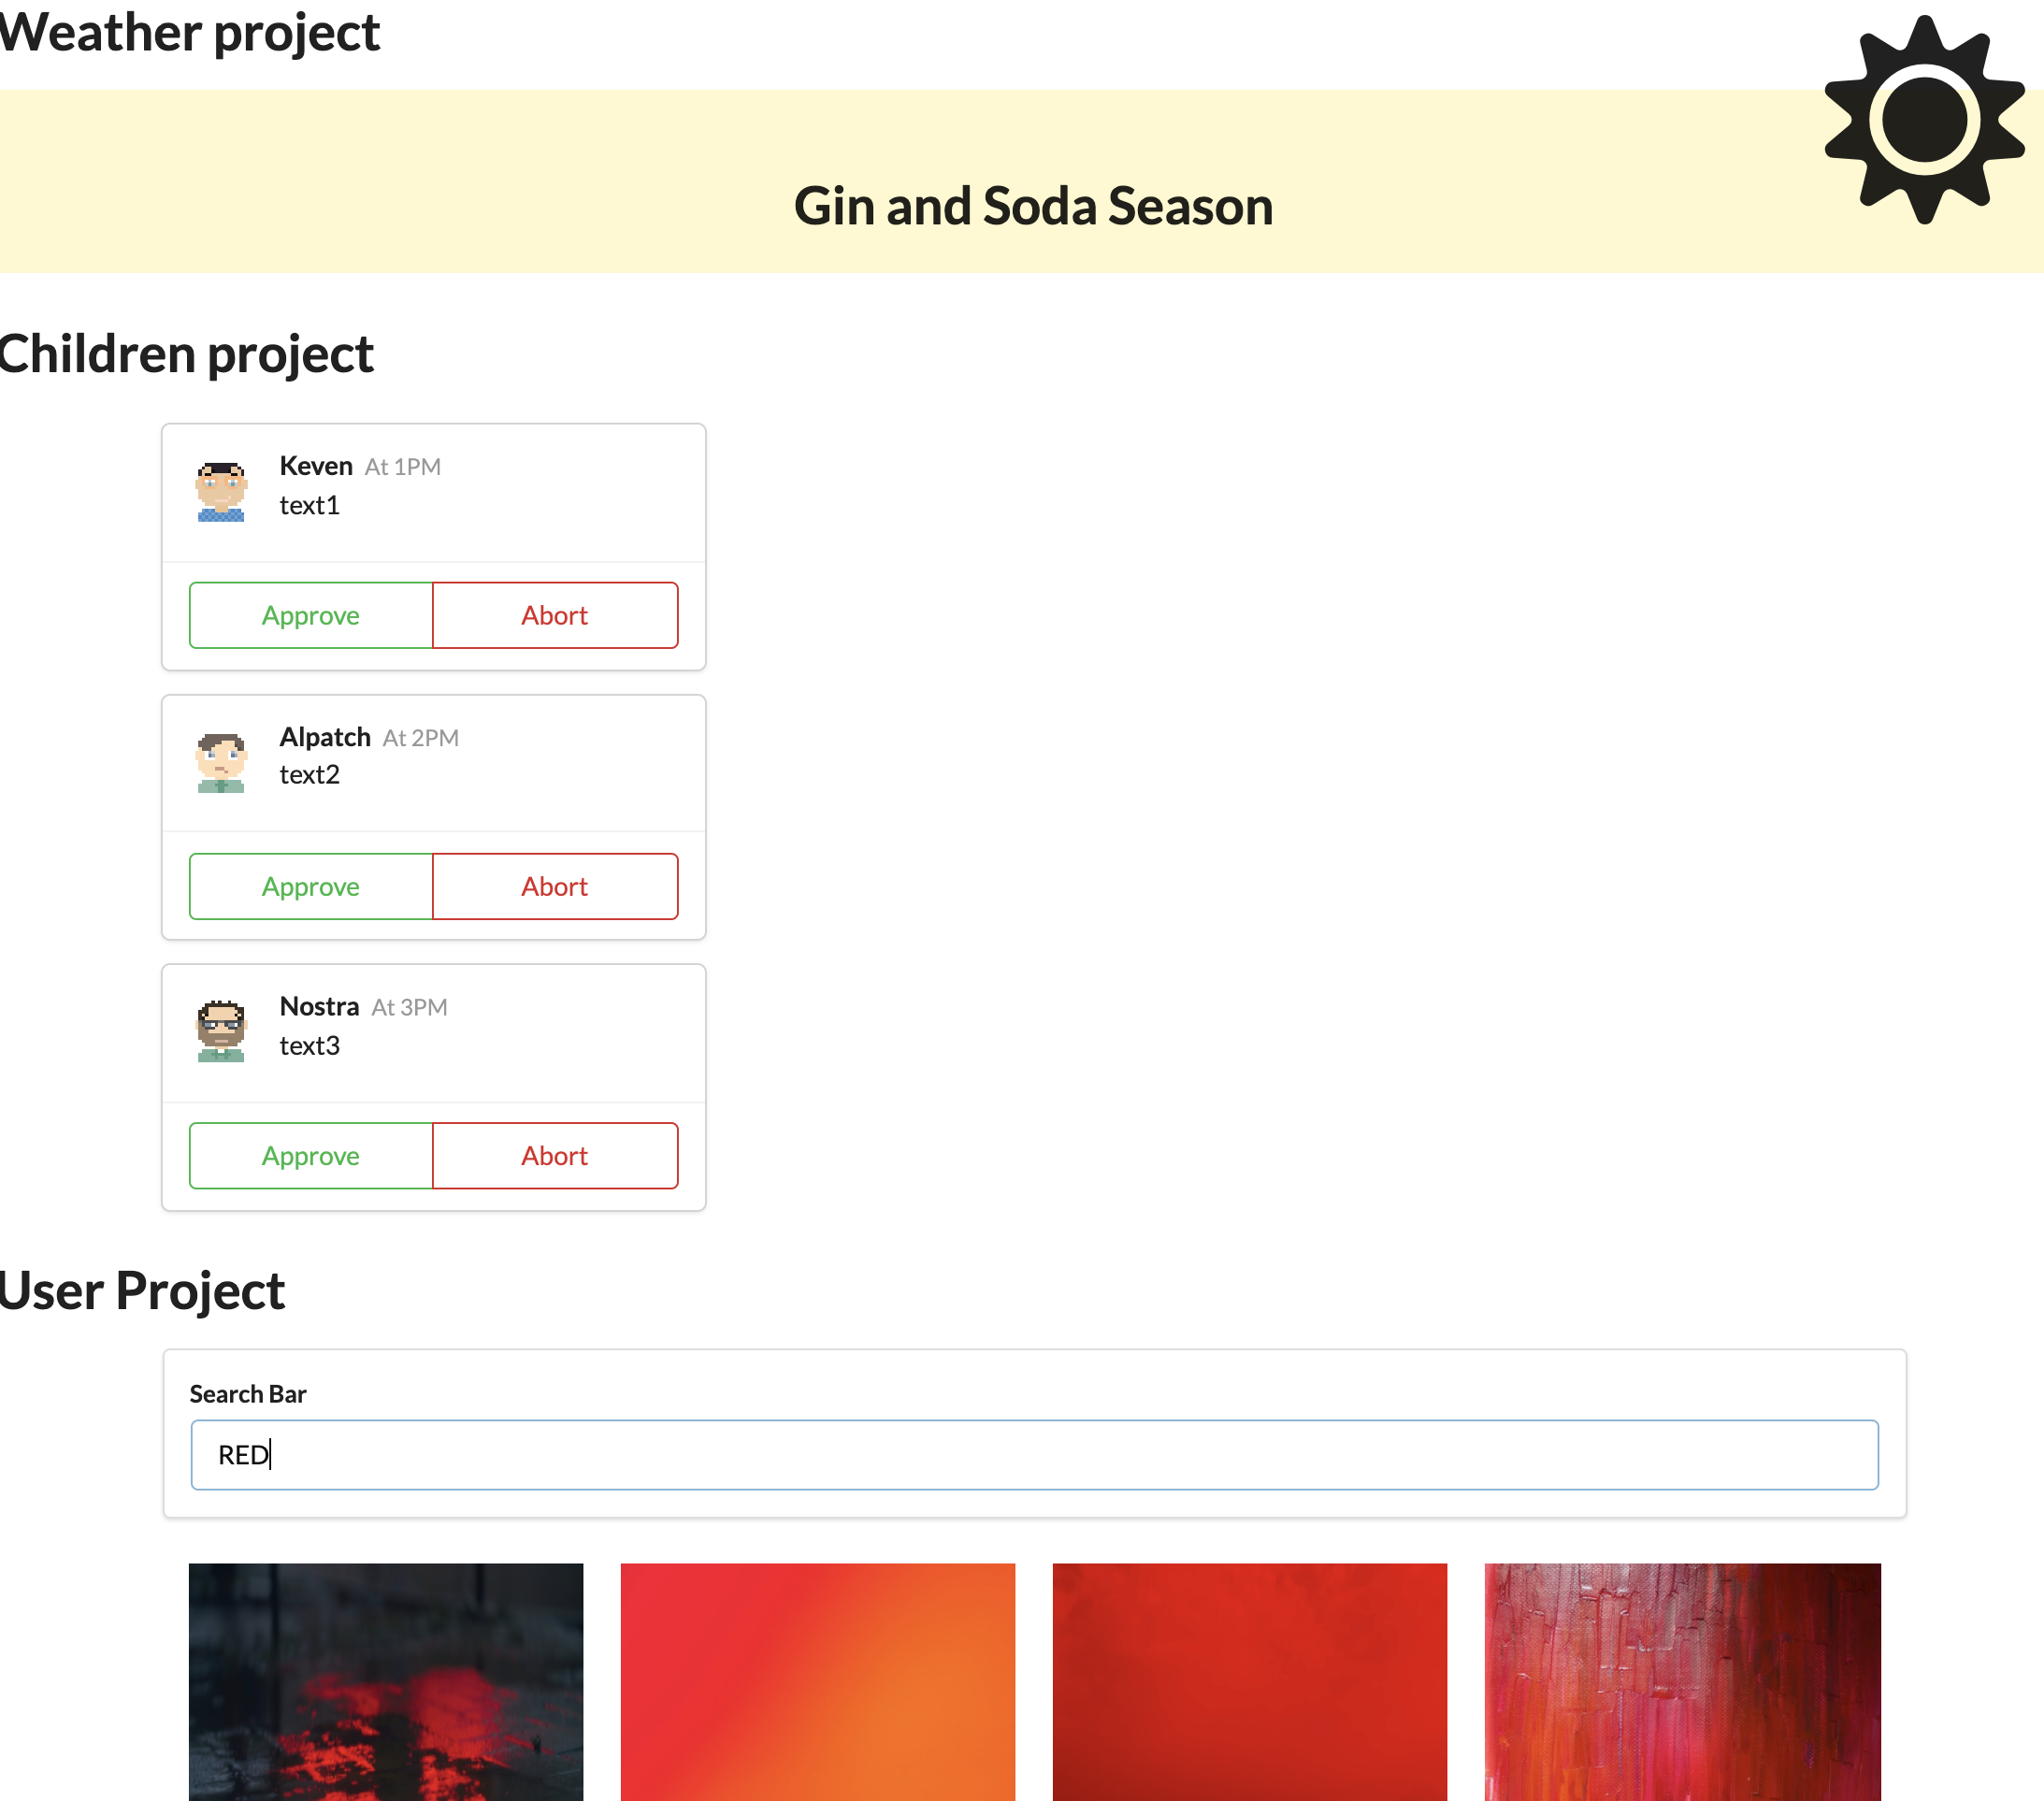 Weather project
Gin and Soda Season
Children project
Keven At 1PM
text1
Approve Abort
Alpatch At 2PM
text2
Approve Abort
Nostra At 3PM
text3
Approve Abort
User Project
Search Bar
RED